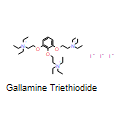 N⁺ N⁺
O O
O
I⁻ I⁻ I⁻
N⁺
Gallamine Triethiodide